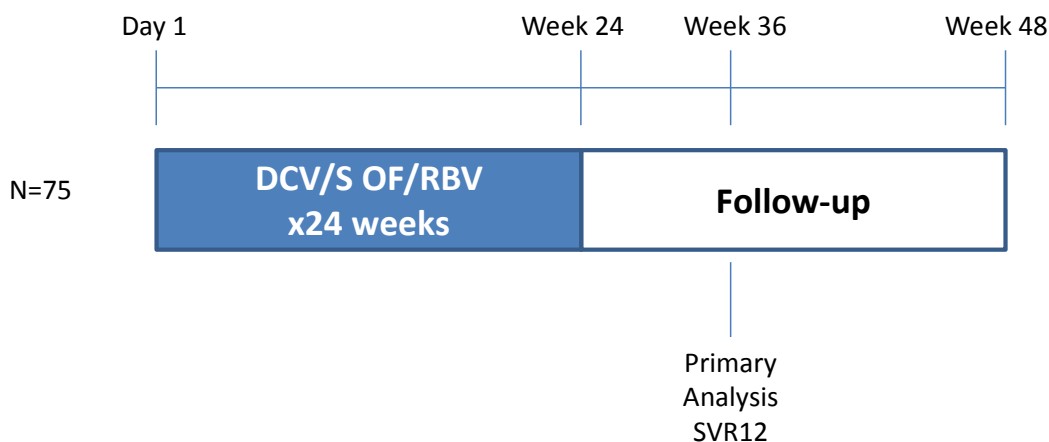 Day 1
Week 24
Week 36
Week 48
N=75
DCV/S OF/RBV
x24 weeks
Follow-up
Primary
Analysis
SVR12